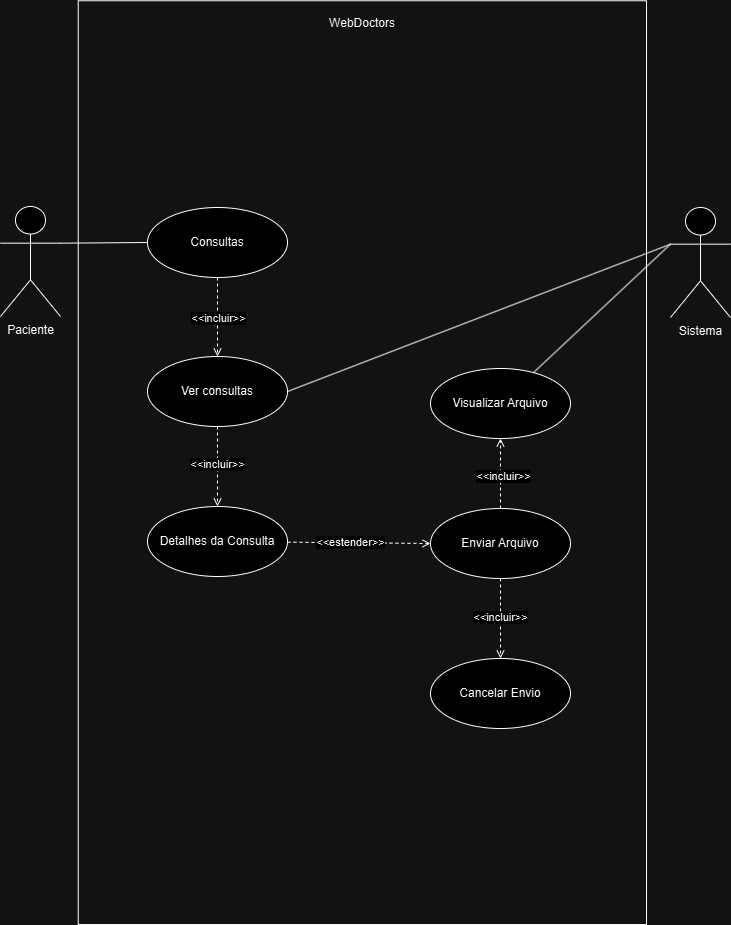 WebDoctors
Paciente
Consultas
Sistema
<<incluir>>
Ver consultas
Visualizar Arquivo
<<incluir>>
<<incluir>>
Detalhes da Consulta
<<estender>>
Enviar Arquivo
<<incluir>>
Cancelar Envio